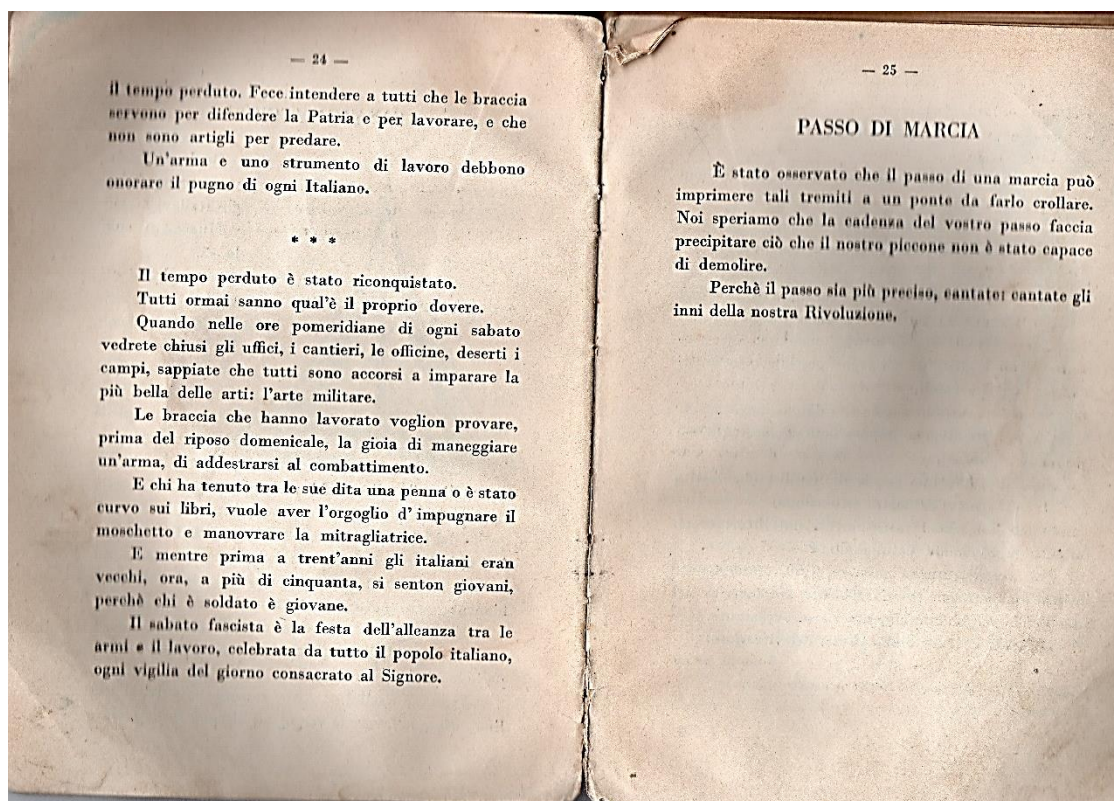 — 24 —
il tempo perduto. Fece intendere a tutti che le braccia
servono per difendere la Patria e per lavorare, e che
non sono artigli per predare.
Un'arma e uno strumento di lavoro debbono
onorare il pugno di ogni Italiano.
* * *
Il tempo perduto è stato riconquistato.
Tutti ormai sanno qual'è il proprio dovere.
Quando nelle ore pomeridiane di ogni sabato
vedrete chiusi gli uffici, i cantieri, le officine, deserti i
campi, sappiate che tutti sono accorsi a imparare la
più bella delle arti: l'arte militare.
Le braccia che hanno lavorato voglion provare,
prima del riposo domenicale, la gioia di maneggiare
un'arma, di addestrarsi al combattimento.
E chi ha tenuto tra le sue dita una penna o è stato
curvo sui libri, vuole aver l'orgoglio d'impugnare il
moschetto e manovrare la mitragliatrice.
E mentre prima a trent'anni gli italiani eran
vecchi, ora, a più di cinquanta, si senton giovani,
perchè chi è soldato è giovane.
Il sabato fascista è la festa dell'alleanza tra le
armi e il lavoro, celebrata da tutto il popolo italiano,
ogni vigilia del giorno consacrato al Signore.
— 25 —
PASSO DI MARCIA
È stato osservato che il passo di una marcia può
imprimere tali tremiti a un ponte da farlo crollare.
Noi speriamo che la cadenza del vostro passo faccia
precipitare ciò che il nostro piccone non è stato capace
di demolire.
Perchè il passo sia più preciso, cantate: cantate gli
inni della nostra Rivoluzione.